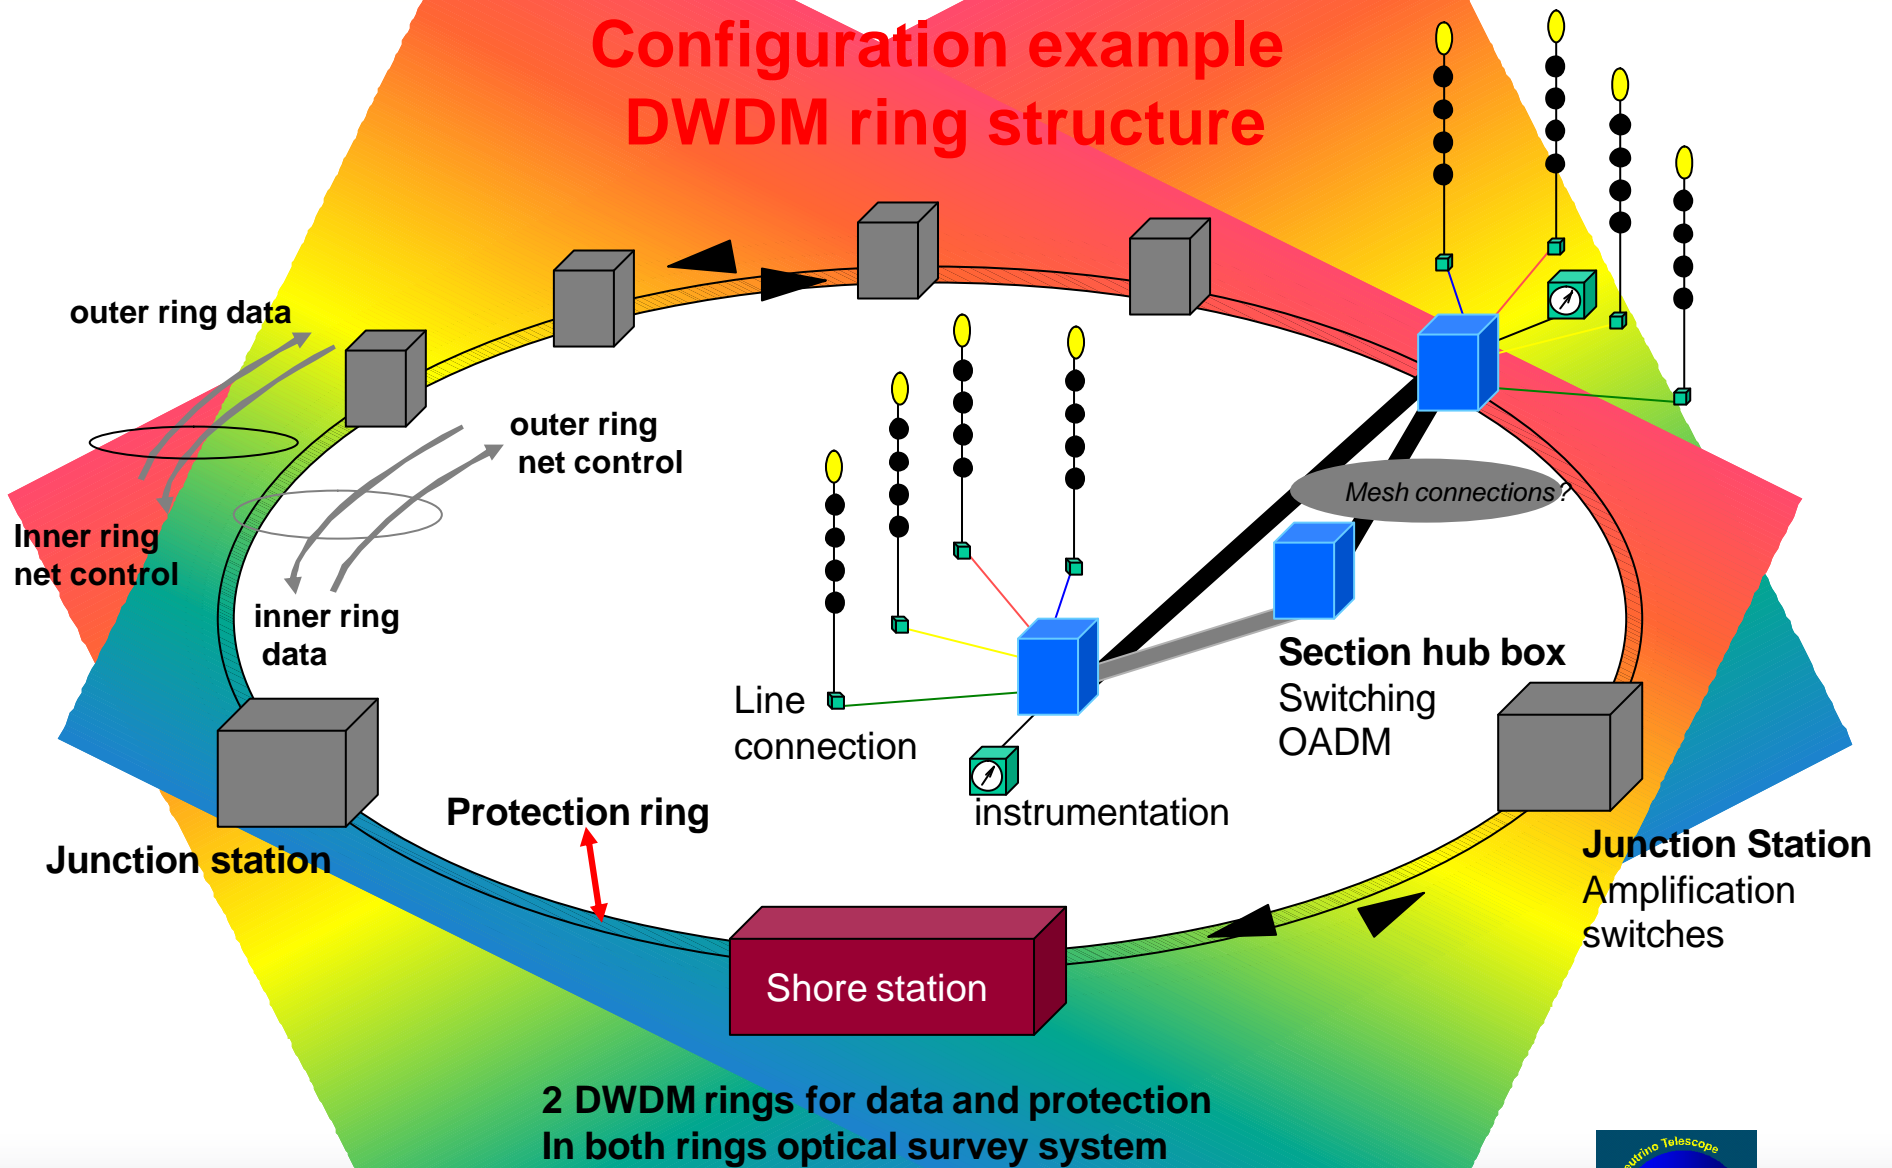 Configuration example
DWDM ring structure
outer ring data
outer ring
net control
Mesh connections?
Inner ring
net control
inner ring
data
Section hub box
Switching
OADM
Line
connection
Protection ring
instrumentation
Junction station
Junction Station
Amplification
switches
Shore station
2 DWDM rings for data and protection
In both rings optical survey system
Telescope